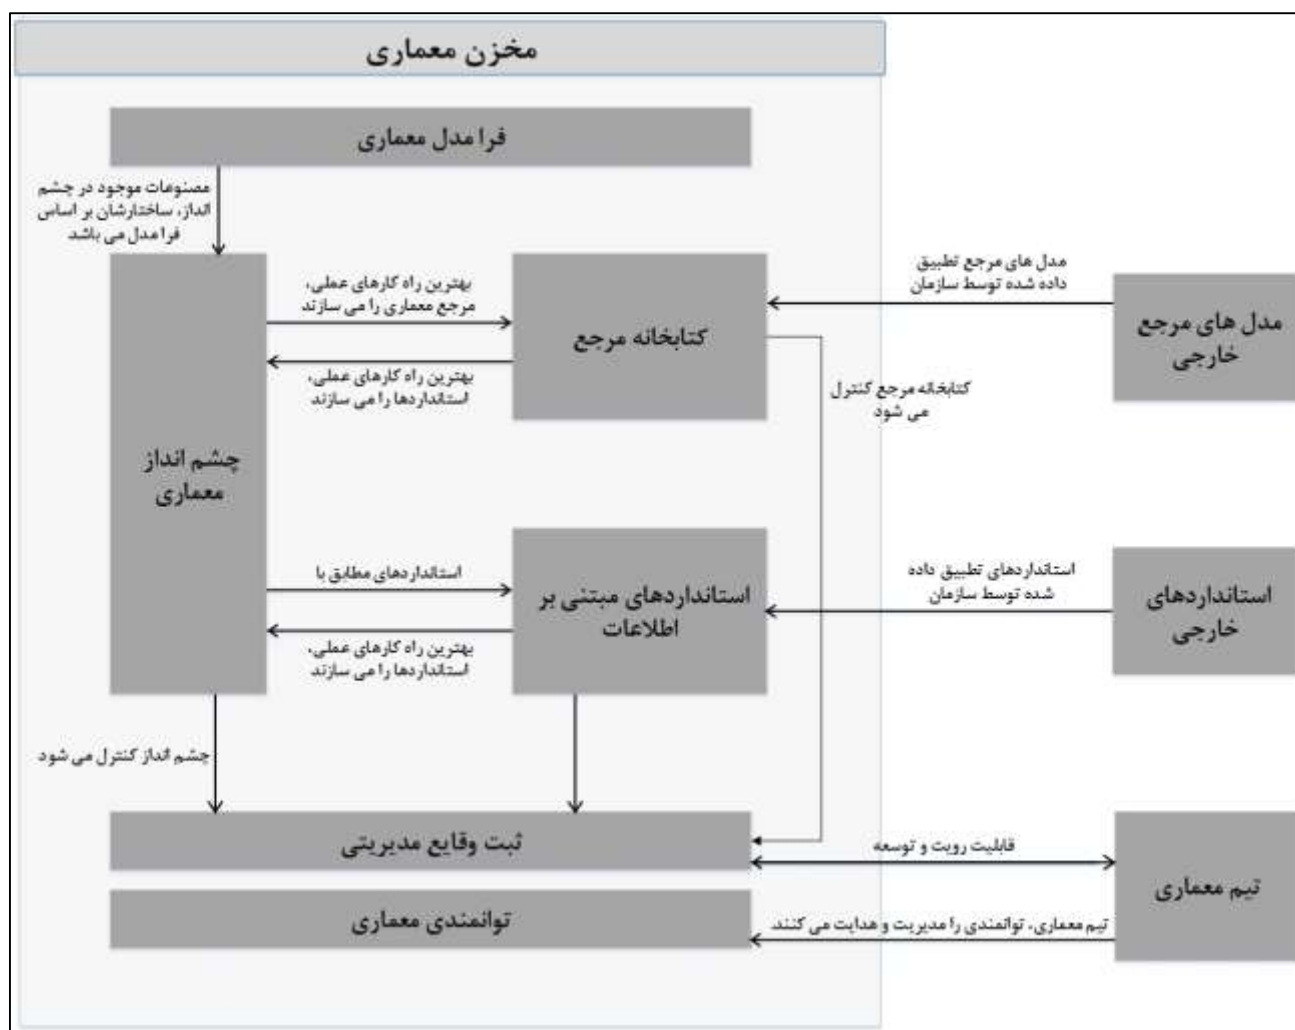 مخزن معماری
فرا مدل معماری
مصنوعات موجود در چشم
انداز، ساختارشان بر اساس
فرا مدل می باشد
مدل های مرجع تطبیق
داده شده توسط سازمان
مدل های مرجع
خارجی
بهترین راه کارهای عملی،
مرجع معماری را می سازند
کتابخانه مرجع
بهترین راه کارهای عملی،
استانداردها را می سازند
کتابخانه مرجع کنترل
می شود
چشم انداز
معماری
استانداردهای تطبیق داده
شده توسط سازمان
استانداردهای
خارجی
استانداردهای مطابق با
استانداردهای مبتنی بر
اطلاعات
بهترین راه کارهای عملی،
استانداردها را می سازند
چشم انداز کنترل می شود
ثبت وقایع مدیریتی
قابلیت رویت و توسعه
تیم معماری
توانمندی معماری
تیم معماری، توانمندی را مدیریت و هدایت می کنند